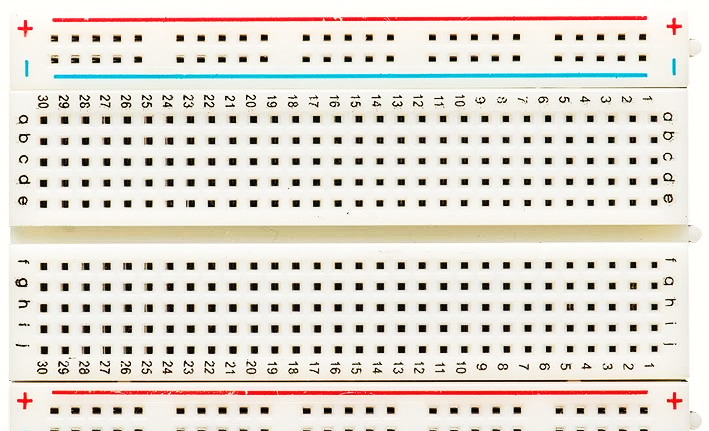 + +
− −
30 29 28 27 26 25 24 23 22 21 20 19 18 17 16 15 14 13 12 11 10 9 8 7 6 5 4 3 2 1
a a
b b
c c
d d
e e
f f
g g
h h
i i
j j
30 29 28 27 26 25 24 23 22 21 20 19 18 17 16 15 14 13 12 11 10 9 8 7 6 5 4 3 2 1
+ +